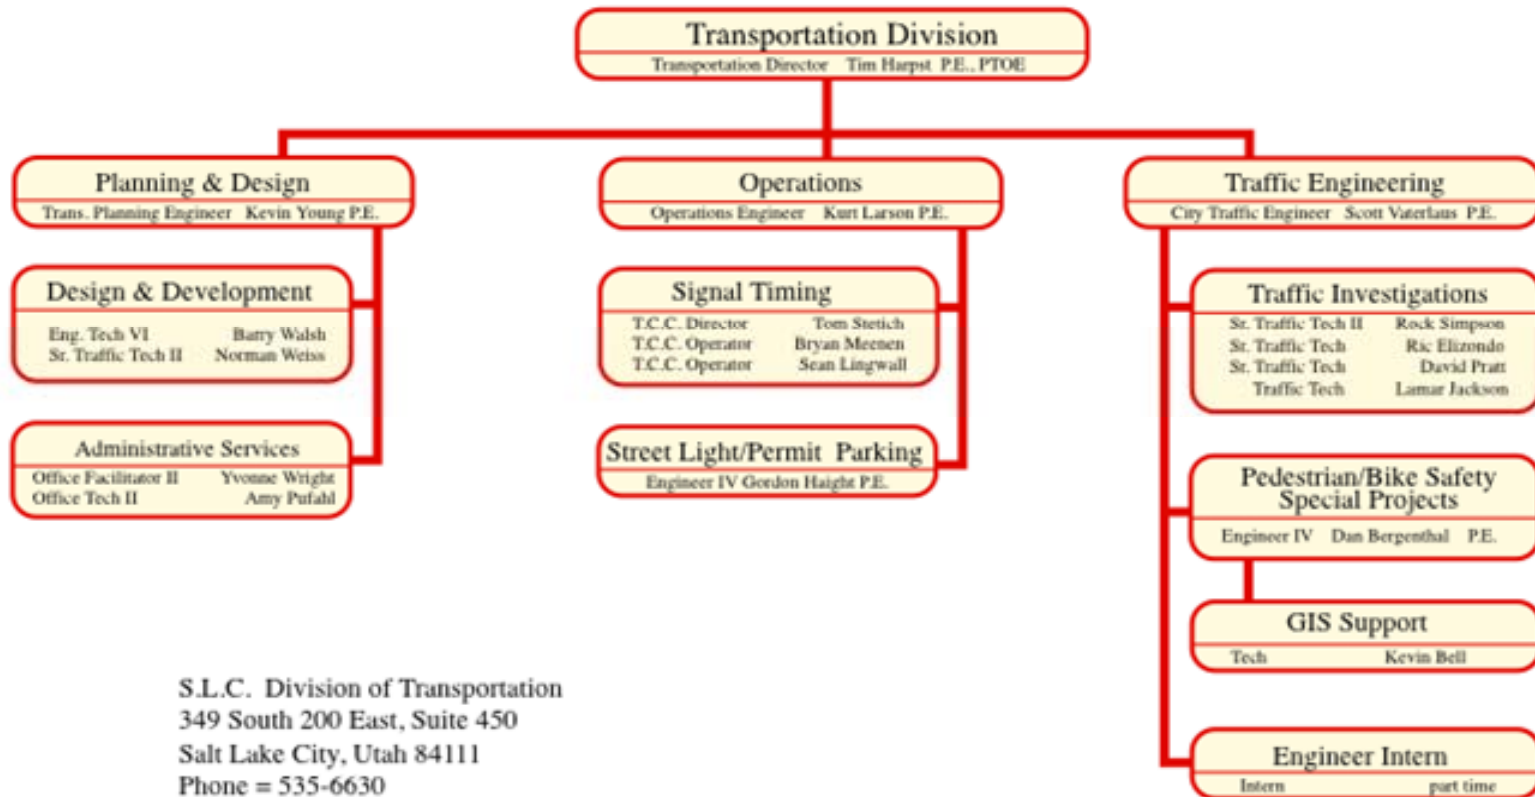 Transportation Division
Transportation Director Tim Harpst P.E., PTOE
Planning & Design
Trans. Planning Engineer Kevin Young P.E.
Design & Development
Eng. Tech VI Barry Walsh
Sr. Traffic Tech II Norman Weiss
Administrative Services
Office Facilitator II Yvonne Wright
Office Tech II Amy Pufahl
Operations
Operations Engineer Kurt Larson P.E.
Signal Timing
T.C.C. Director Tom Stetich
T.C.C. Operator Bryan Meenen
T.C.C. Operator Sean Lingwall
Street Light/Permit Parking
Engineer IV Gordon Haight P.E.
Traffic Engineering
City Traffic Engineer Scott Vaterlaus P.E.
Traffic Investigations
Sr. Traffic Tech II Rock Simpson
Sr. Traffic Tech Ric Elizondo
Sr. Traffic Tech David Pratt
Traffic Tech Lamar Jackson
Pedestrian/Bike Safety
Special Projects
Engineer IV Dan Bergenthal P.E.
GIS Support
Tech Kevin Bell
Engineer Intern
Intern part time
S.L.C. Division of Transportation
349 South 200 East, Suite 450
Salt Lake City, Utah 84111
Phone = 535-6630